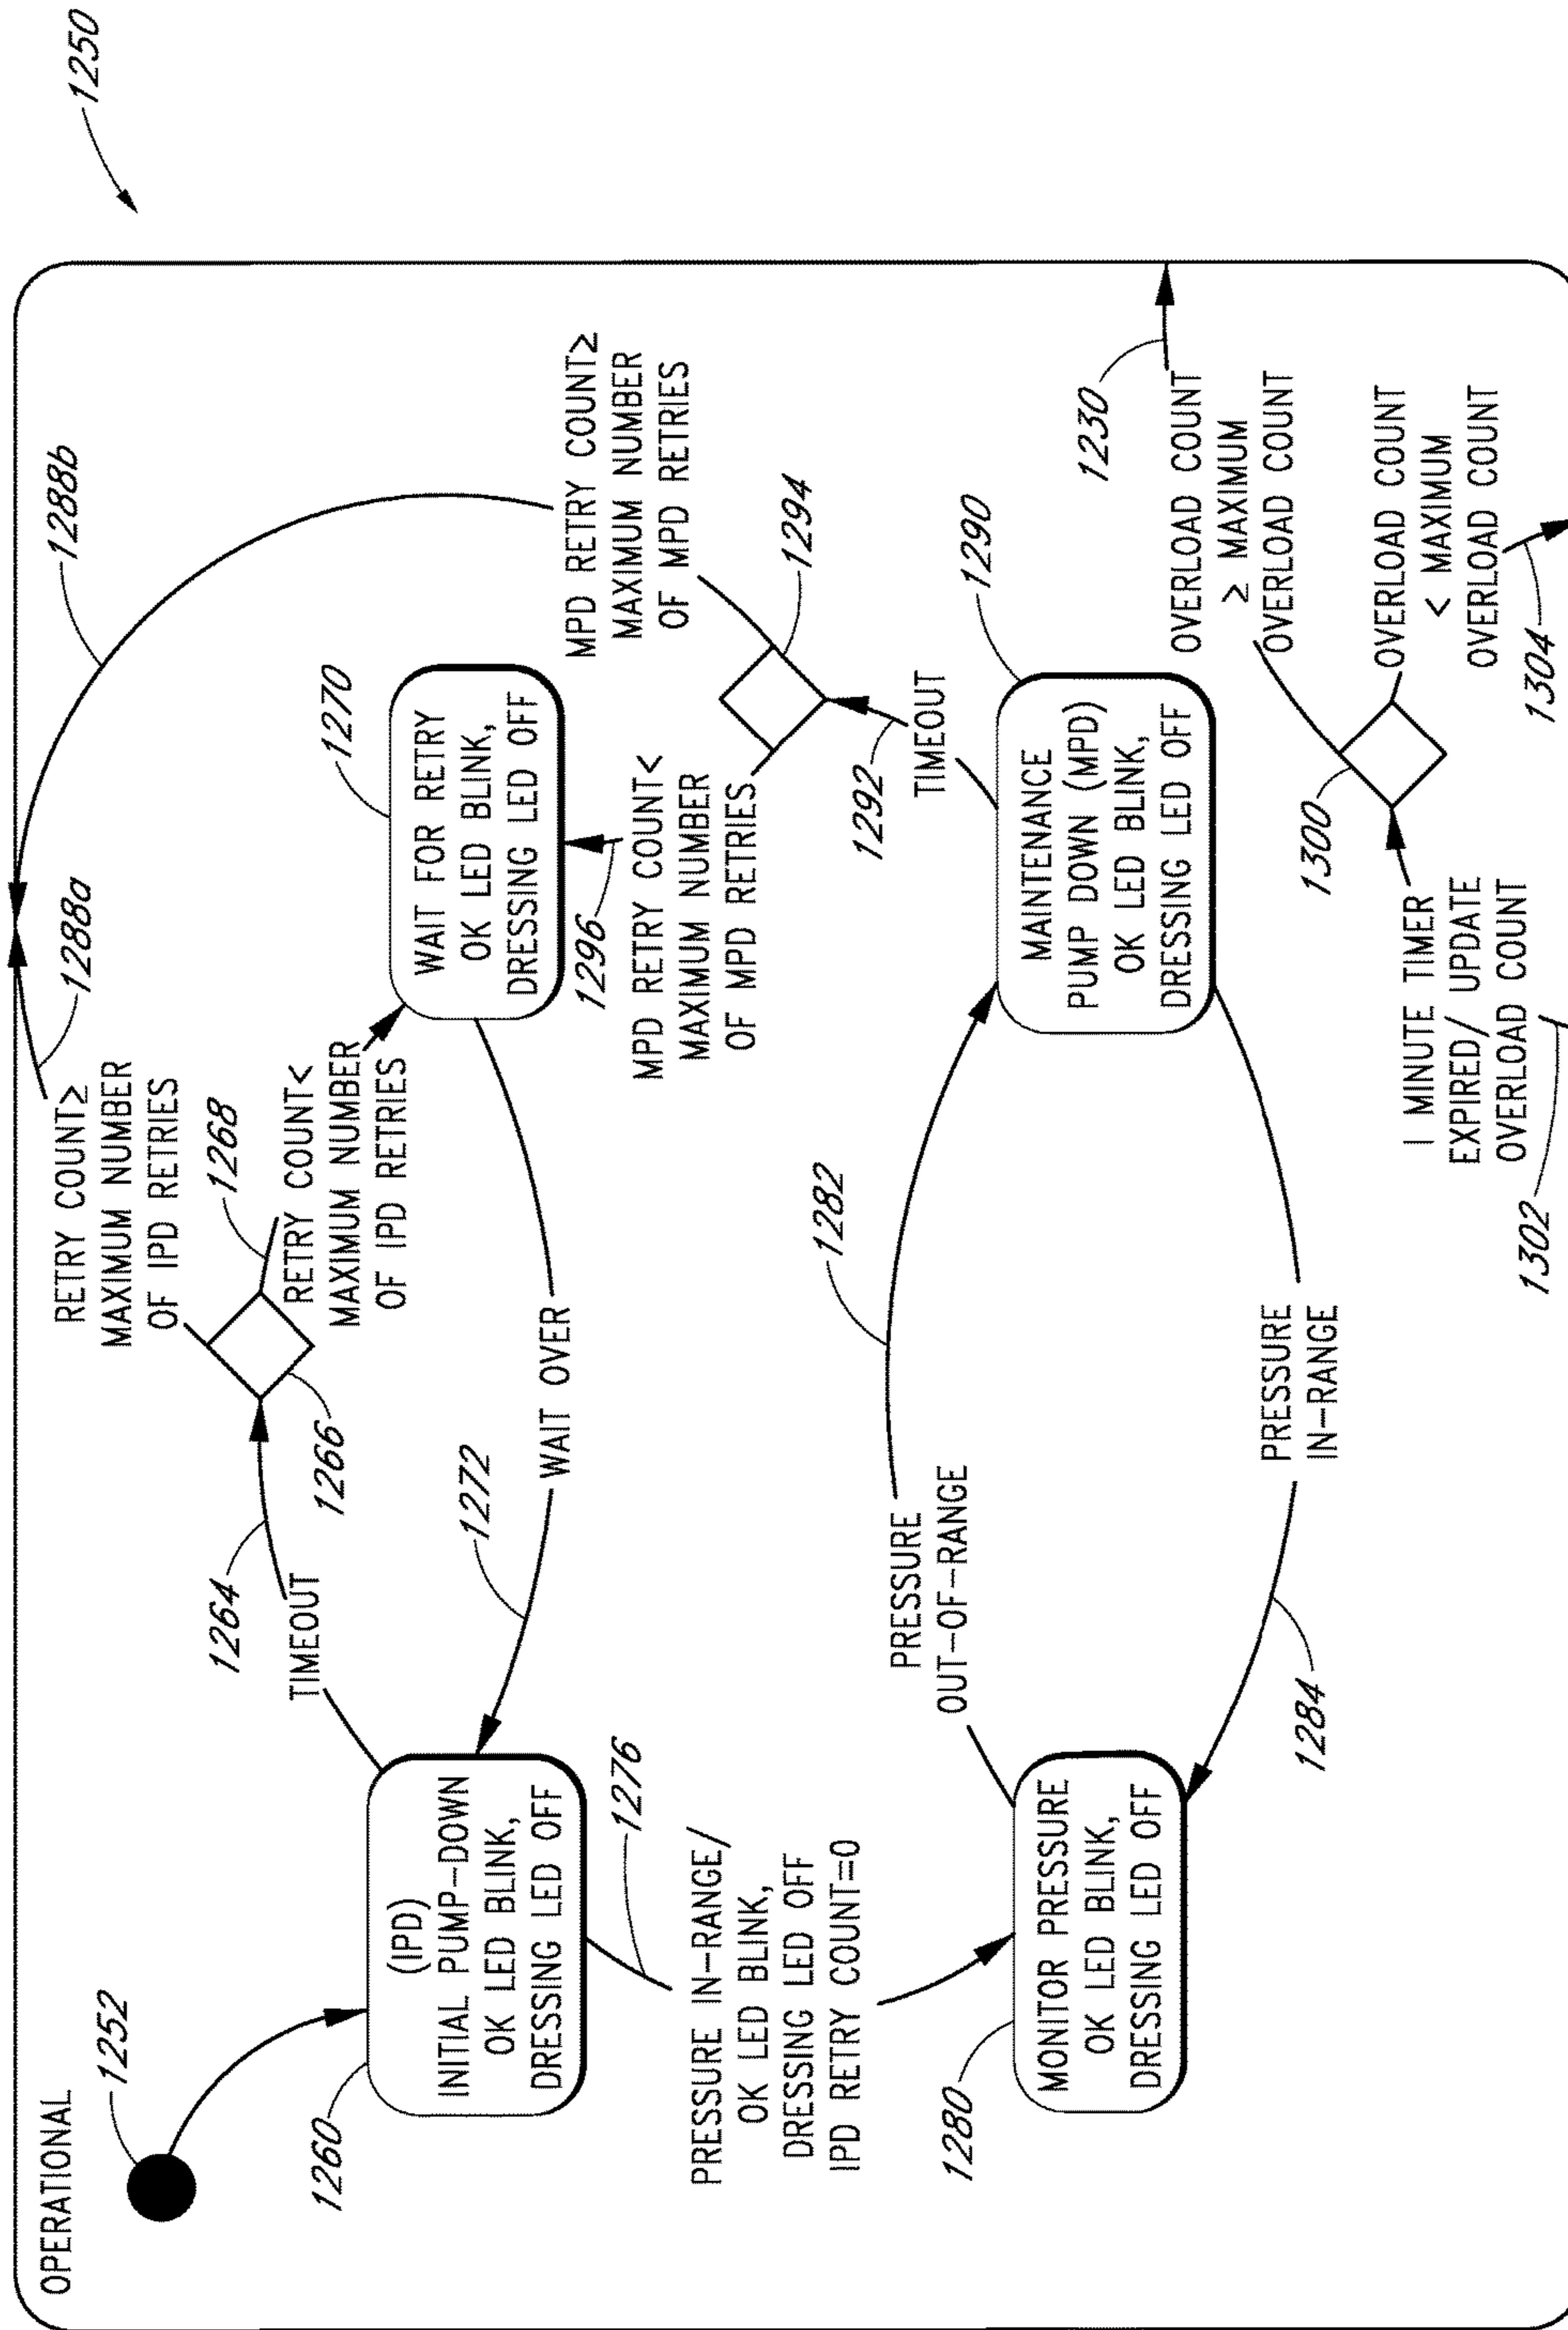 1250
OPERATIONAL
1252
1260
(IPD)
INITIAL PUMP-DOWN
OK LED BLINK,
DRESSING LED OFF
1264
TIMEOUT
1266
1268
RETRY COUNT≥
MAXIMUM NUMBER
OF IPD RETRIES
1288a
1288b
RETRY COUNT<
MAXIMUM NUMBER
OF IPD RETRIES
1270
WAIT FOR RETRY
OK LED BLINK,
DRESSING LED OFF
1272
WAIT OVER
1276
PRESSURE IN-RANGE/
OK LED BLINK,
DRESSING LED OFF
IPD RETRY COUNT=0
1296
MPD RETRY COUNT<
MAXIMUM NUMBER
OF MPD RETRIES
MPD RETRY COUNT≥
MAXIMUM NUMBER
OF MPD RETRIES
1294
1292
TIMEOUT
1280
MONITOR PRESSURE
OK LED BLINK,
DRESSING LED OFF
PRESSURE
OUT-OF-RANGE
1282
1290
MAINTENANCE
PUMP DOWN (MPD)
OK LED BLINK,
DRESSING LED OFF
1284
PRESSURE
IN-RANGE
1230
OVERLOAD COUNT
≥ MAXIMUM
OVERLOAD COUNT
1300
1 MINUTE TIMER
EXPIRED/ UPDATE
OVERLOAD COUNT
1302
OVERLOAD COUNT
< MAXIMUM
OVERLOAD COUNT
1304